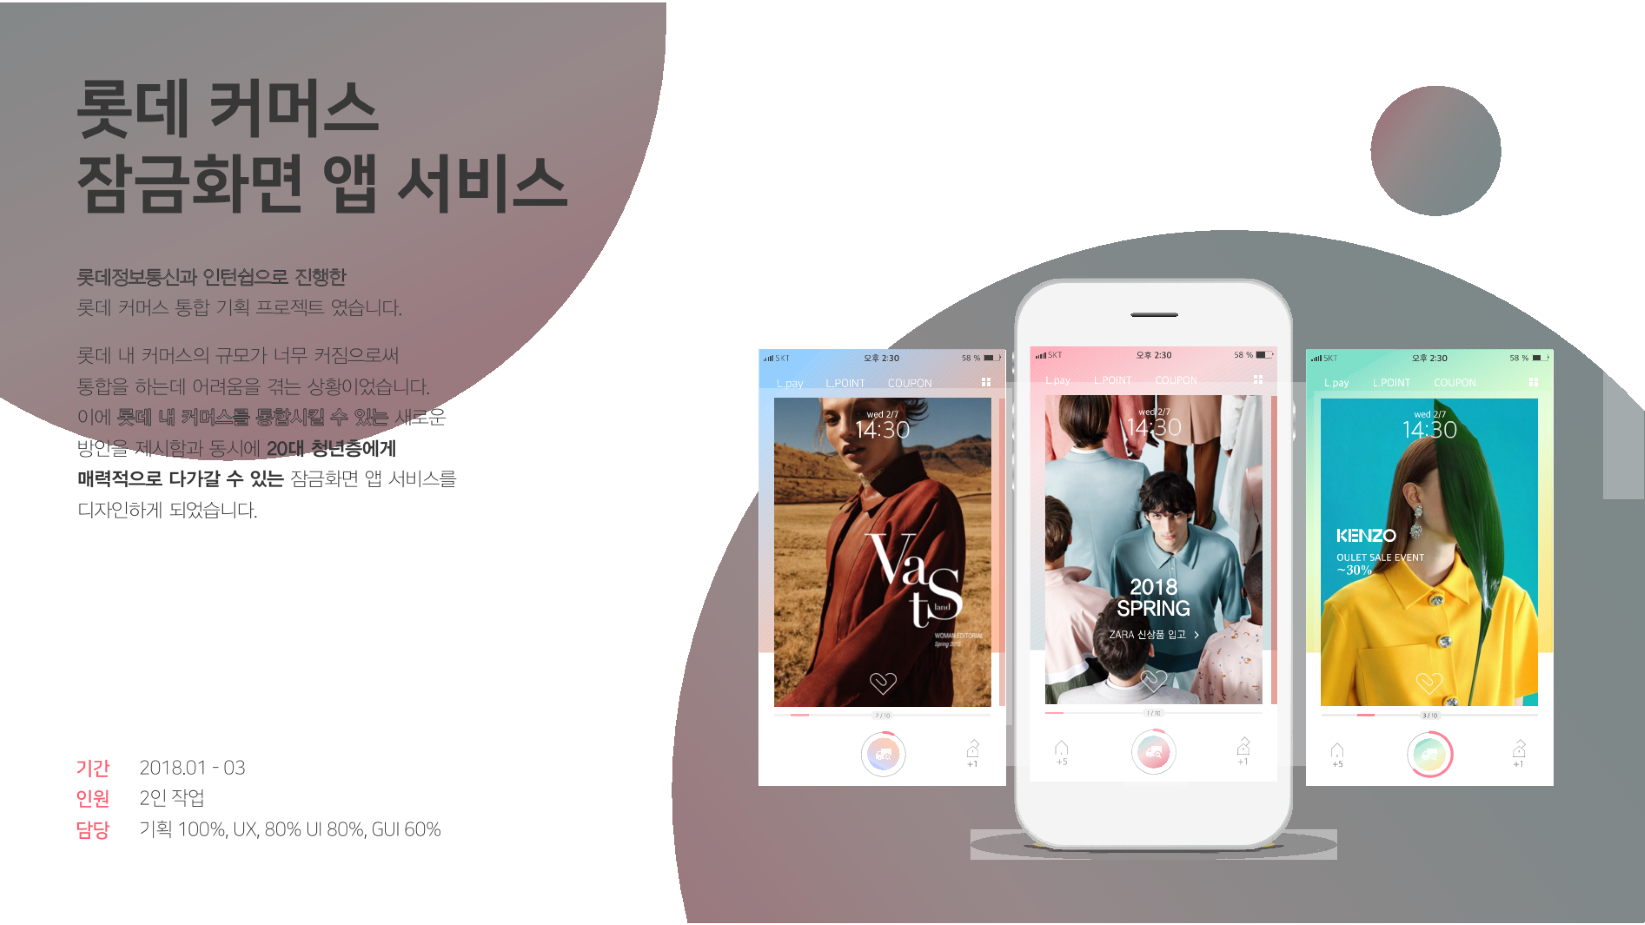 롯데 커머스
잠금화면 앱 서비스
롯데정보통신과 인턴쉽으로 진행한
롯데 커머스 통합 기획 프로젝트 였습니다.
롯데 내 커머스의 규모가 너무 커짐으로써
통합을 하는데 어려움을 겪는 상황이었습니다.
이에 롯데 내 커머스를 통합시킬 수 있는 새로운
방안을 제시함과 동시에 20대 청년층에게
매력적으로 다가갈 수 있는 잠금화면 앱 서비스를
디자인하게 되었습니다.
기간 2018.01 - 03
인원 2인 작업
담당 기획 100%, UX, 80% UI 80%, GUI 60%
SKT 오후 2:30 58 %
L.pay L.POINT COUPON
wed 2/7
14:30
Vasts
land
WOMAN EDITORIAL
Spring 2018
2 / 10
+1
SKT 오후 2:30 58 %
L.pay L.POINT COUPON
wed 2/7
14:30
2018
SPRING
ZARA 신상품 입고 >
1 / 10
+5 +1
SKT 오후 2:30 58 %
L.pay L.POINT COUPON
wed 2/7
14:30
KENZO
OULET SALE EVENT
~30%
3 / 10
+5 +1